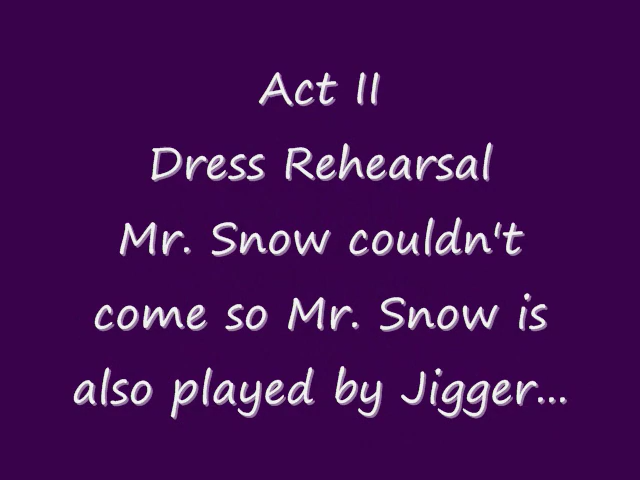 Act II
Dress Rehearsal
Mr. Snow couldn't
come so Mr. Snow is
also played by Jigger...